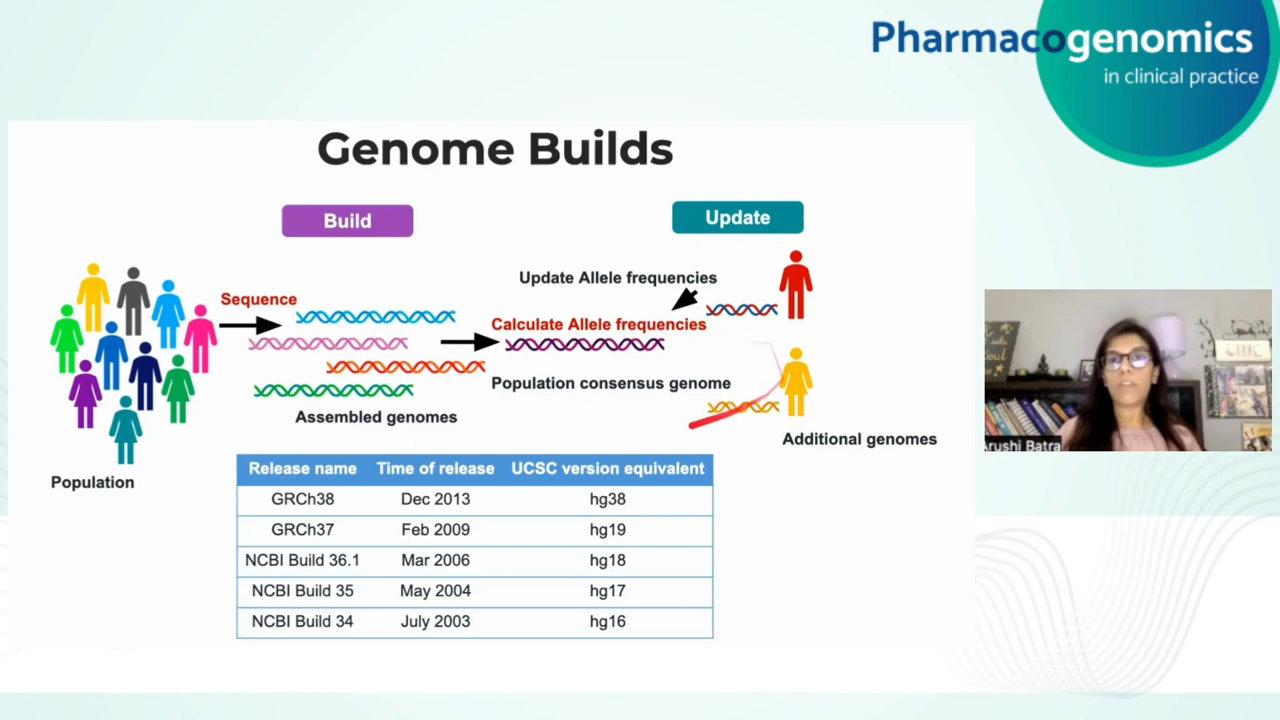 Pharmacogenomics
in clinical practice
Genome Builds
Build
Update
Update Allele frequencies
Sequence
Calculate Allele frequencies
Population consensus genome
Assembled genomes
Additional genomes
Population
Release name Time of release UCSC version equivalent
GRCh38 Dec 2013 hg38
GRCh37 Feb 2009 hg19
NCBI Build 36.1 Mar 2006 hg18
NCBI Build 35 May 2004 hg17
NCBI Build 34 July 2003 hg16
Arushi Batra